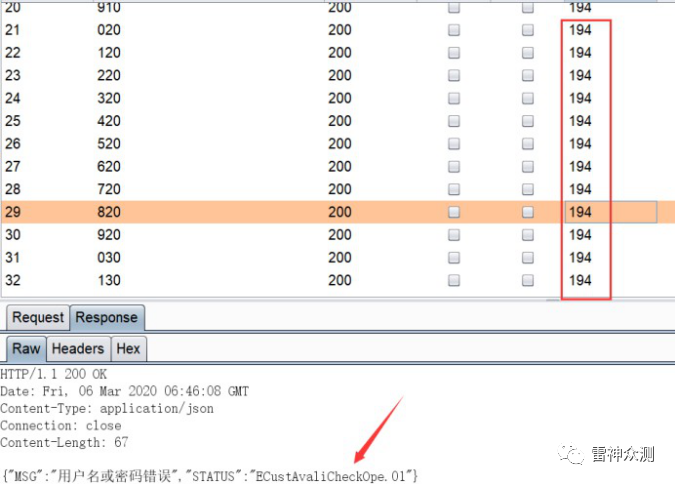 20 910 200 194
21 020 200 194
22 120 200 194
23 220 200 194
24 320 200 194
25 420 200 194
26 520 200 194
27 620 200 194
28 720 200 194
29 820 200 194
30 920 200 194
31 030 200 194
32 130 200 194
Request Response
Raw Headers Hex
HTTP/1.1 200 OK
Date: Fri, 06 Mar 2020 06:46:08 GMT
Content-Type: application/json
Connection: close
Content-Length: 67
{"MSG":"用户名或密码错误","STATUS":"ECustAvaliCheckOpe.01"}
雷神众测